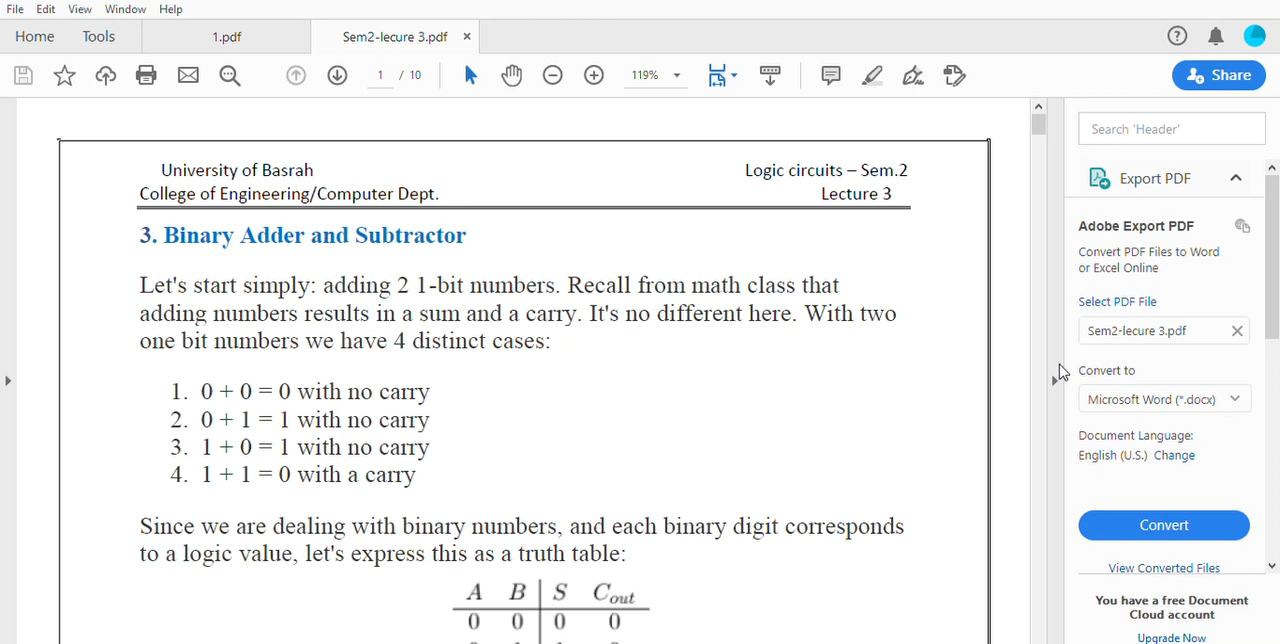 File Edit View Window Help
Home Tools 1.pdf Sem2-lecure 3.pdf ×
1 / 10 119% Share
Search 'Header'
Export PDF
Adobe Export PDF
Convert PDF Files to Word
or Excel Online
Select PDF File
Sem2-lecure 3.pdf
Convert to
Microsoft Word (*.docx)
Document Language:
English (U.S.) Change
Convert
View Converted Files
You have a free Document
Cloud account
Upgrade Now
University of Basrah Logic circuits – Sem.2
College of Engineering/Computer Dept. Lecture 3
3. Binary Adder and Subtractor
Let's start simply: adding 2 1-bit numbers. Recall from math class that
adding numbers results in a sum and a carry. It's no different here. With two
one bit numbers we have 4 distinct cases:
1. 0 + 0 = 0 with no carry
2. 0 + 1 = 1 with no carry
3. 1 + 0 = 1 with no carry
4. 1 + 1 = 0 with a carry
Since we are dealing with binary numbers, and each binary digit corresponds
to a logic value, let's express this as a truth table:
A B S Cout
0 0 0 0